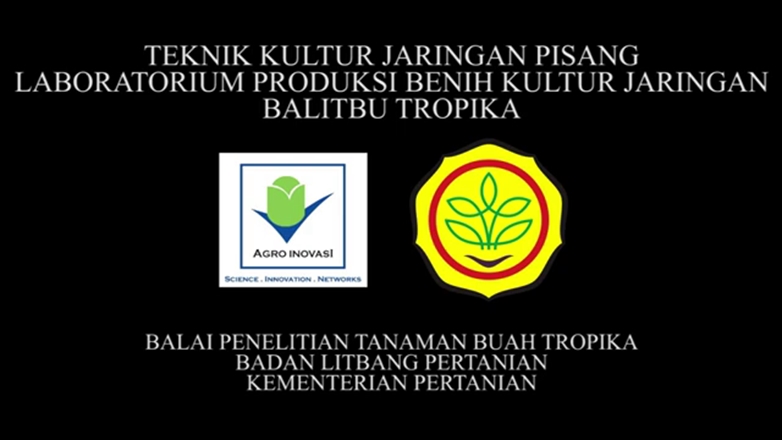 TEKNIK KULTUR JARINGAN PISANG
LABORATORIUM PRODUKSI BENIH KULTUR JARINGAN
BALITBU TROPIKA
AGRO INOVASI
SCIENCE . INNOVATION . NETWORKS
BALAI PENELITIAN TANAMAN BUAH TROPIKA
BADAN LITBANG PERTANIAN
KEMENTERIAN PERTANIAN